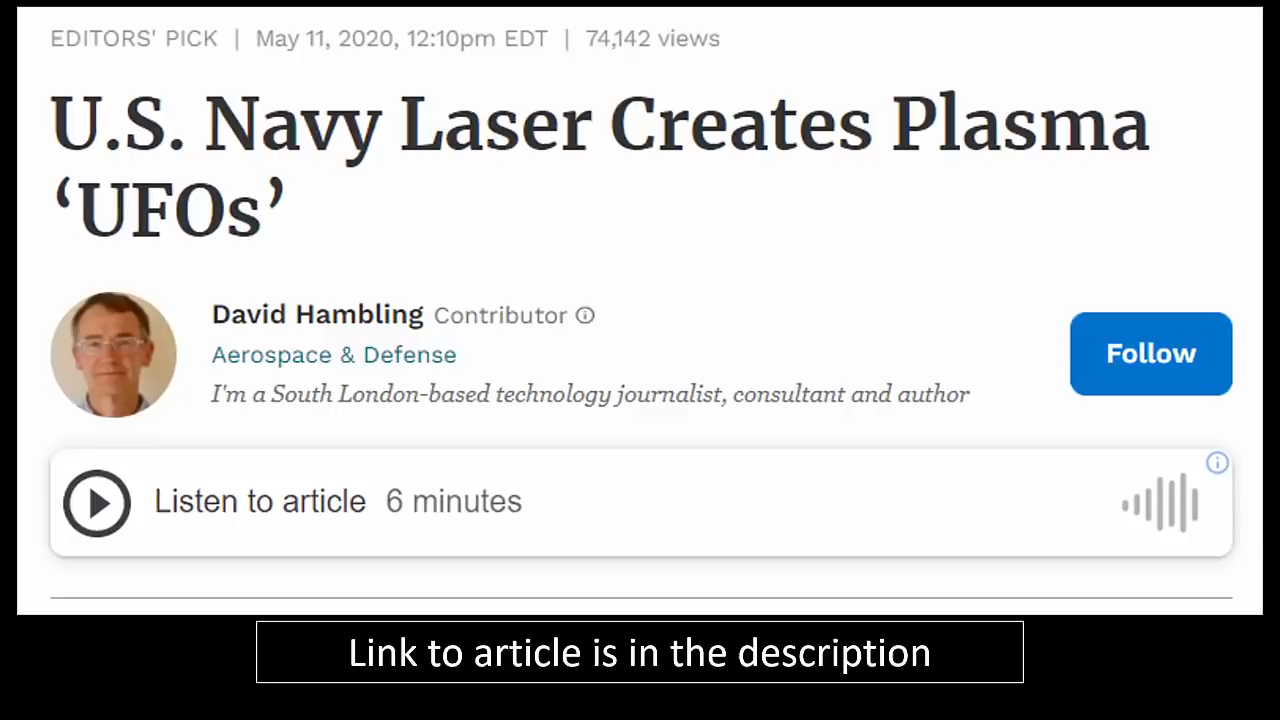 EDITORS' PICK | May 11, 2020, 12:10pm EDT | 74,142 views
U.S. Navy Laser Creates Plasma
‘UFOs’
David Hambling Contributor
Aerospace & Defense
I'm a South London-based technology journalist, consultant and author
Follow
Listen to article 6 minutes
Link to article is in the description